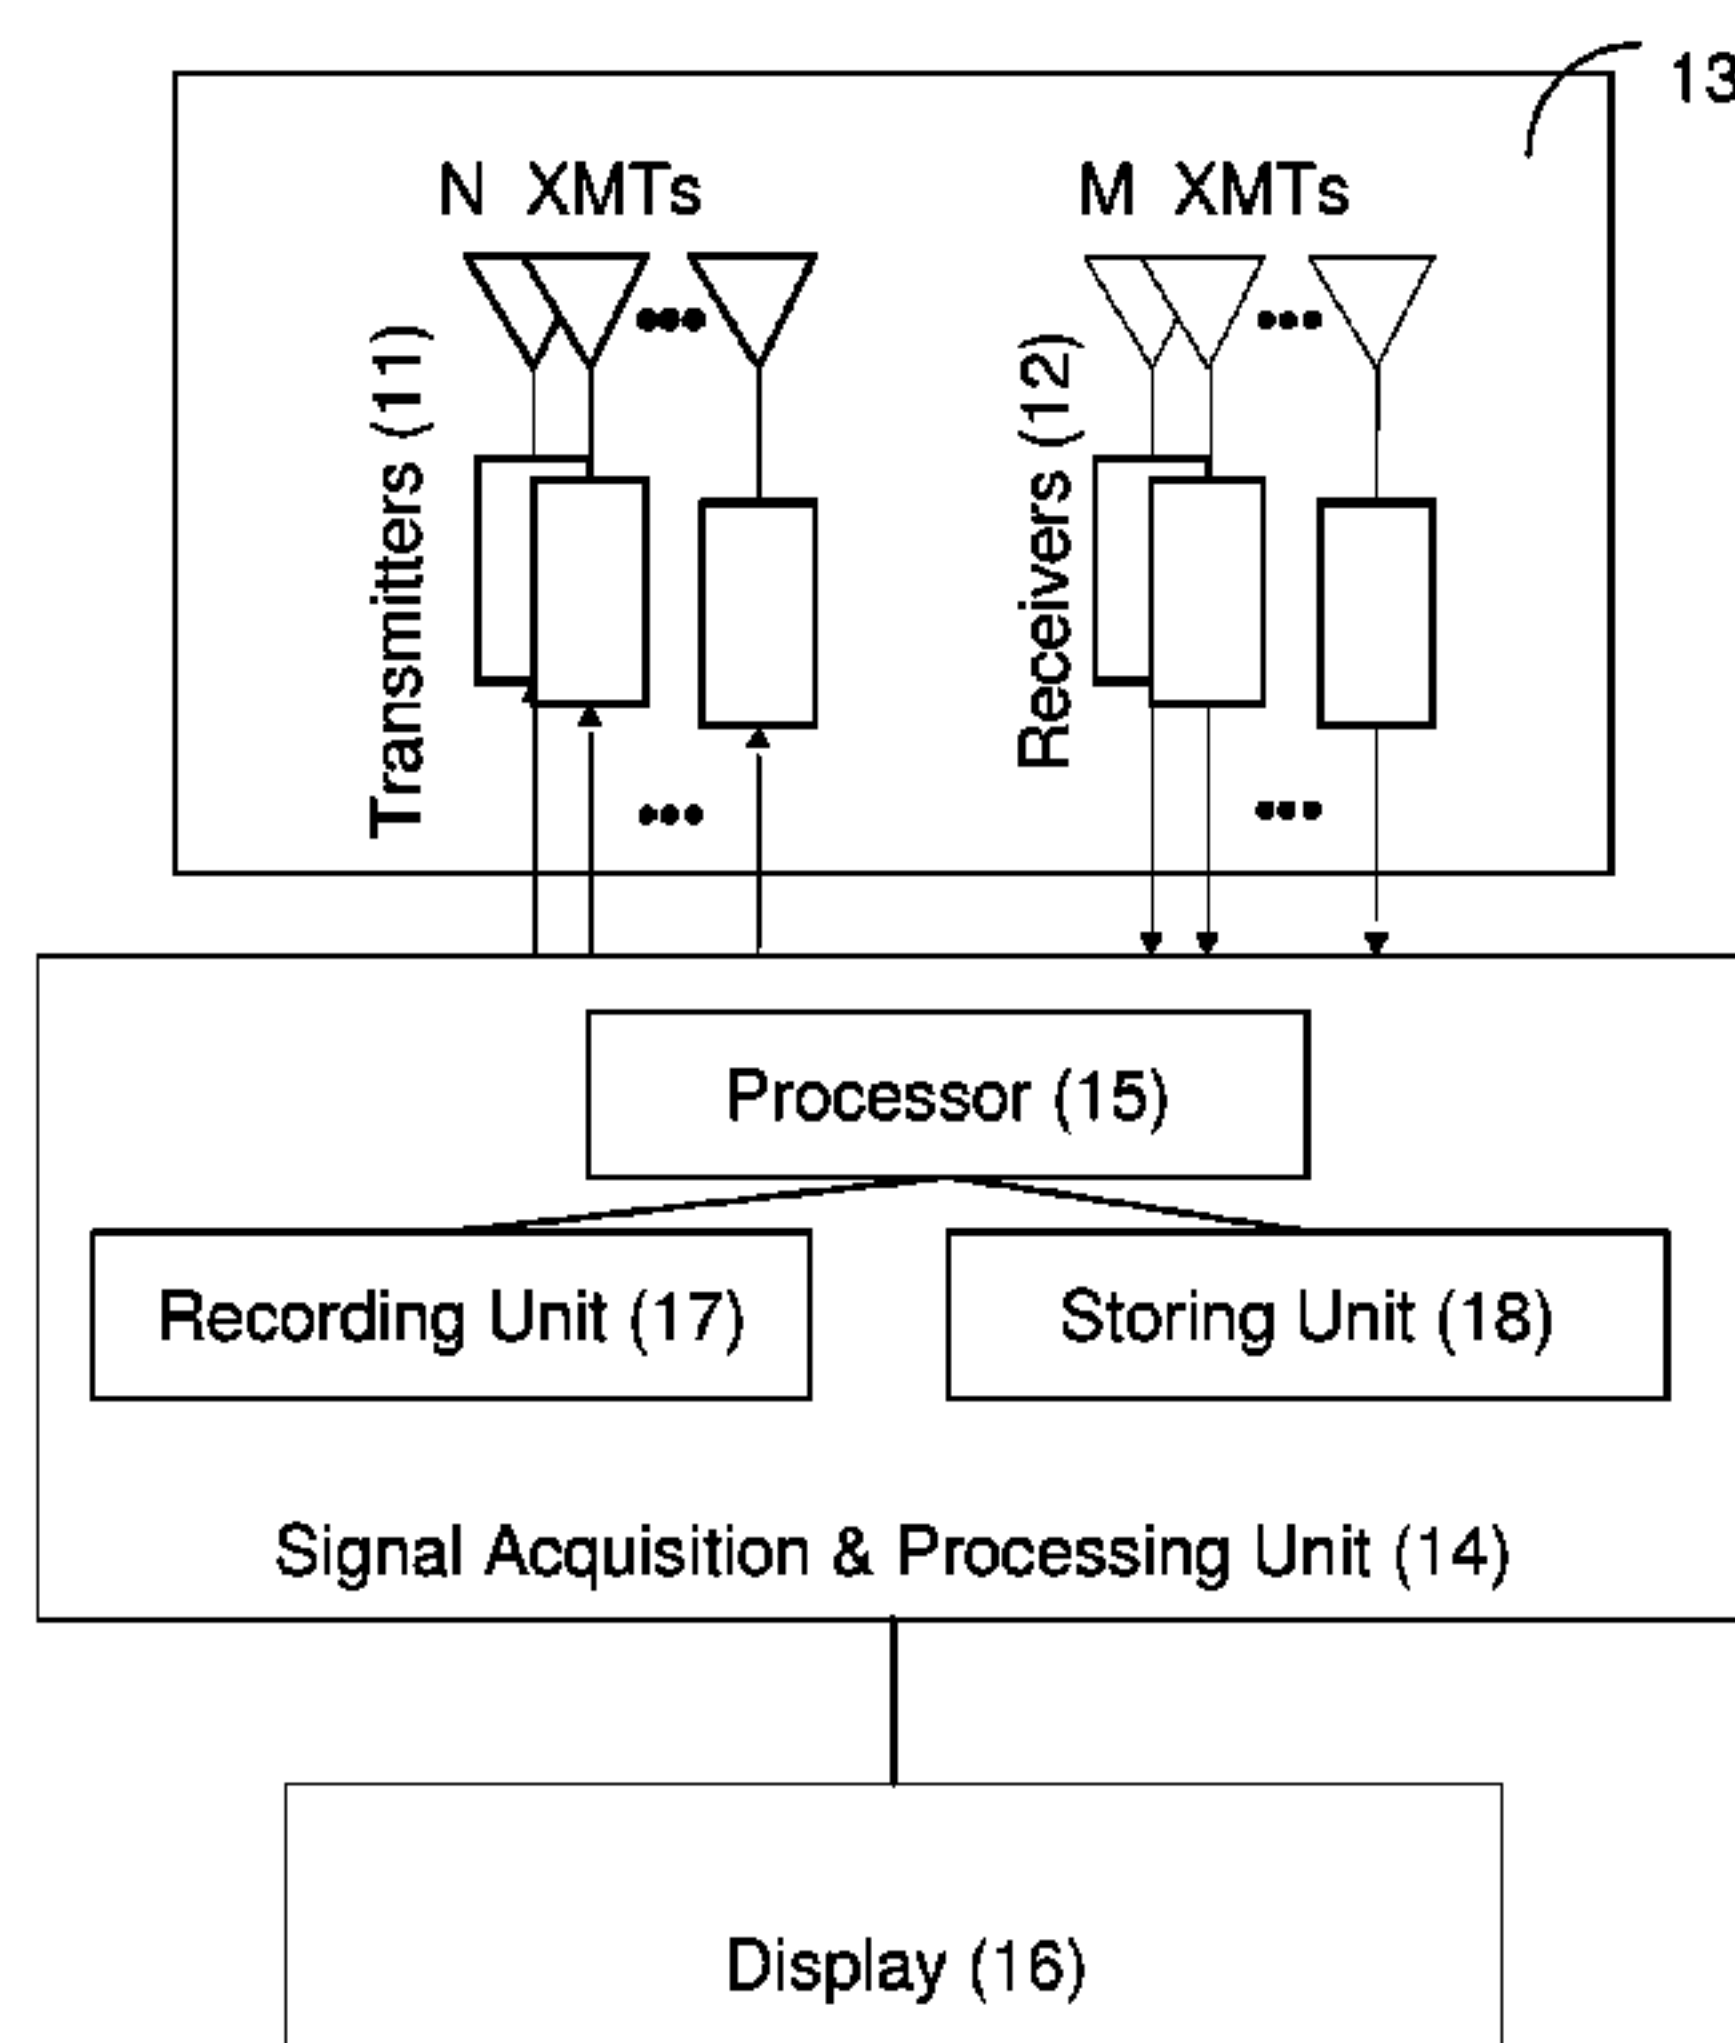 13
N XMTs
M XMTs
Transmitters (11)
Receivers (12)
Processor (15)
Recording Unit (17)
Storing Unit (18)
Signal Acquisition & Processing Unit (14)
Display (16)